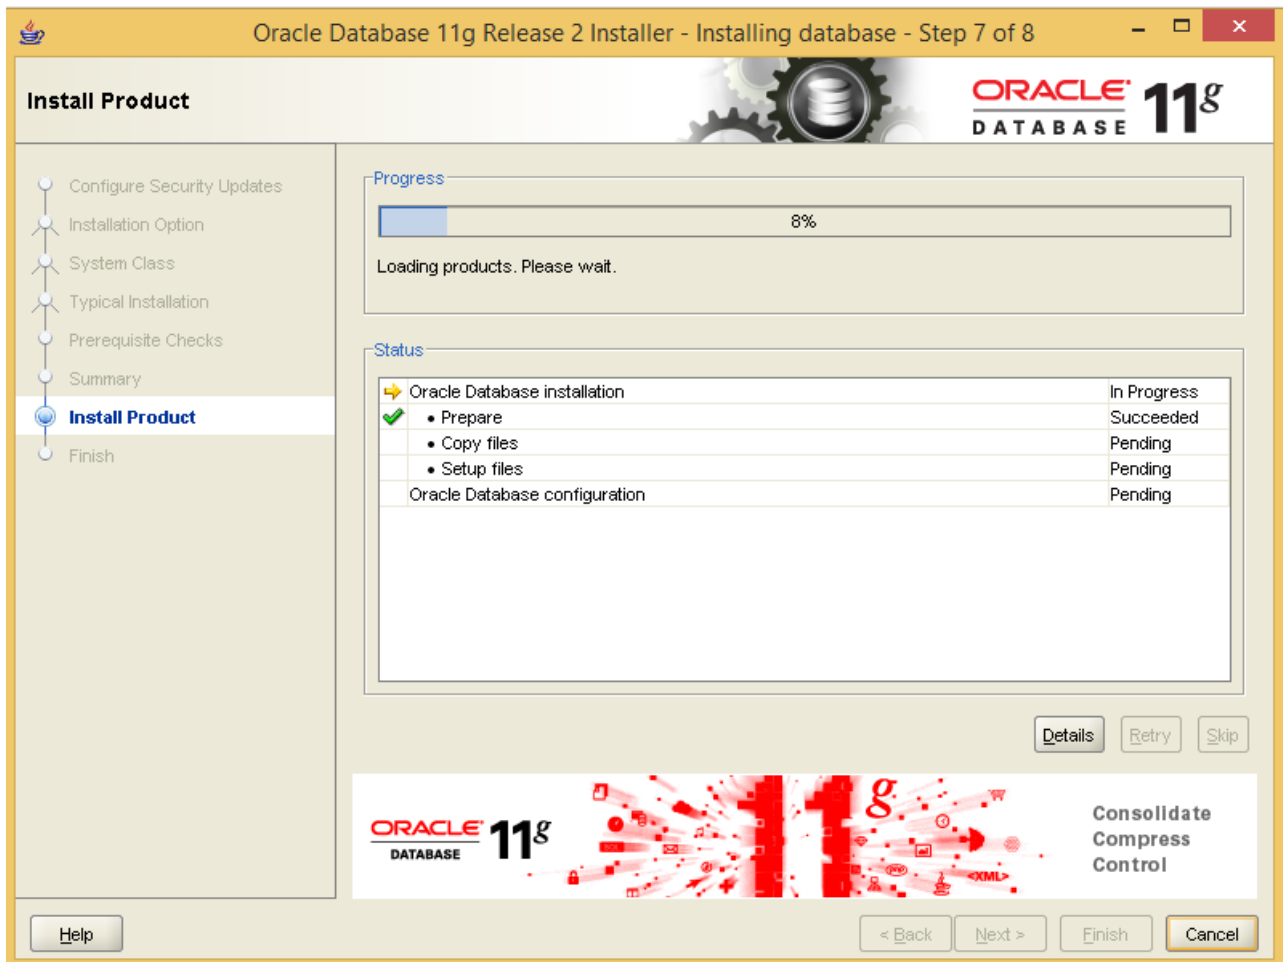 Oracle Database 11g Release 2 Installer - Installing database - Step 7 of 8
Install Product
ORACLE®
DATABASE
11g
Configure Security Updates
Installation Option
System Class
Typical Installation
Prerequisite Checks
Summary
Install Product
Finish
Progress
8%
Loading products. Please wait.
Status
Oracle Database installation In Progress
• Prepare Succeeded
• Copy files Pending
• Setup files Pending
Oracle Database configuration Pending
Details Retry Skip
ORACLE®
DATABASE
11g
11g
<XML>
Consolidate
Compress
Control
Help < Back Next > Finish Cancel